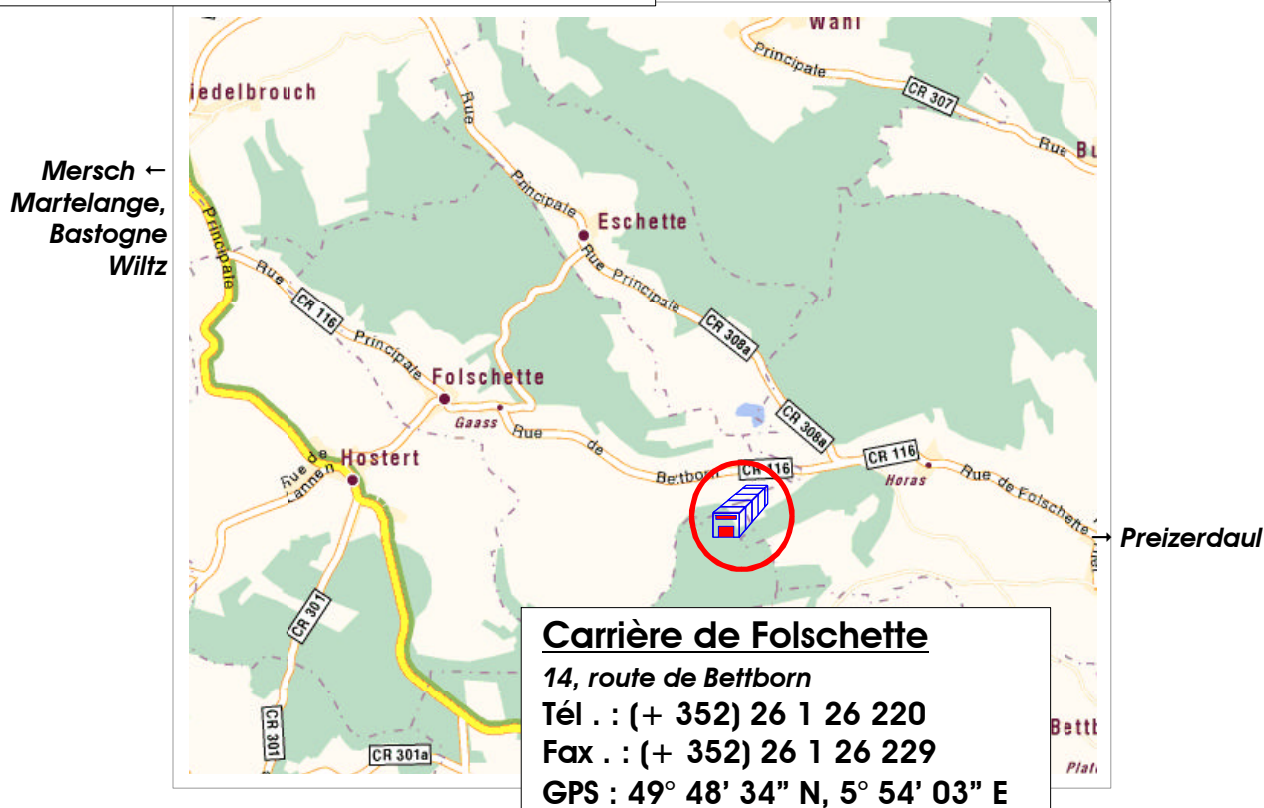 Wahl
Principale
CR 307
Rue
iedelbrouch
Rue
Bu
Mersch ←
Martelange,
Bastogne
Wiltz
Principale
Principale
Eschette
Rue
CR 116
Rue Principale
Principale
CR 308a
Folschette
Gaass
Rue
de
CR 308a
Bettborn
CR 116
CR 116
Horas
Rue de Folschette
Rue de
Lannen
Hostert
→ Preizerdaul
CR 301
CR 301
CR 301a
Carrière de Folschette
14, route de Bettborn
Tél . : (+ 352) 26 1 26 220
Fax . : (+ 352) 26 1 26 229
GPS : 49° 48’ 34” N, 5° 54’ 03” E
Bettb
Plat